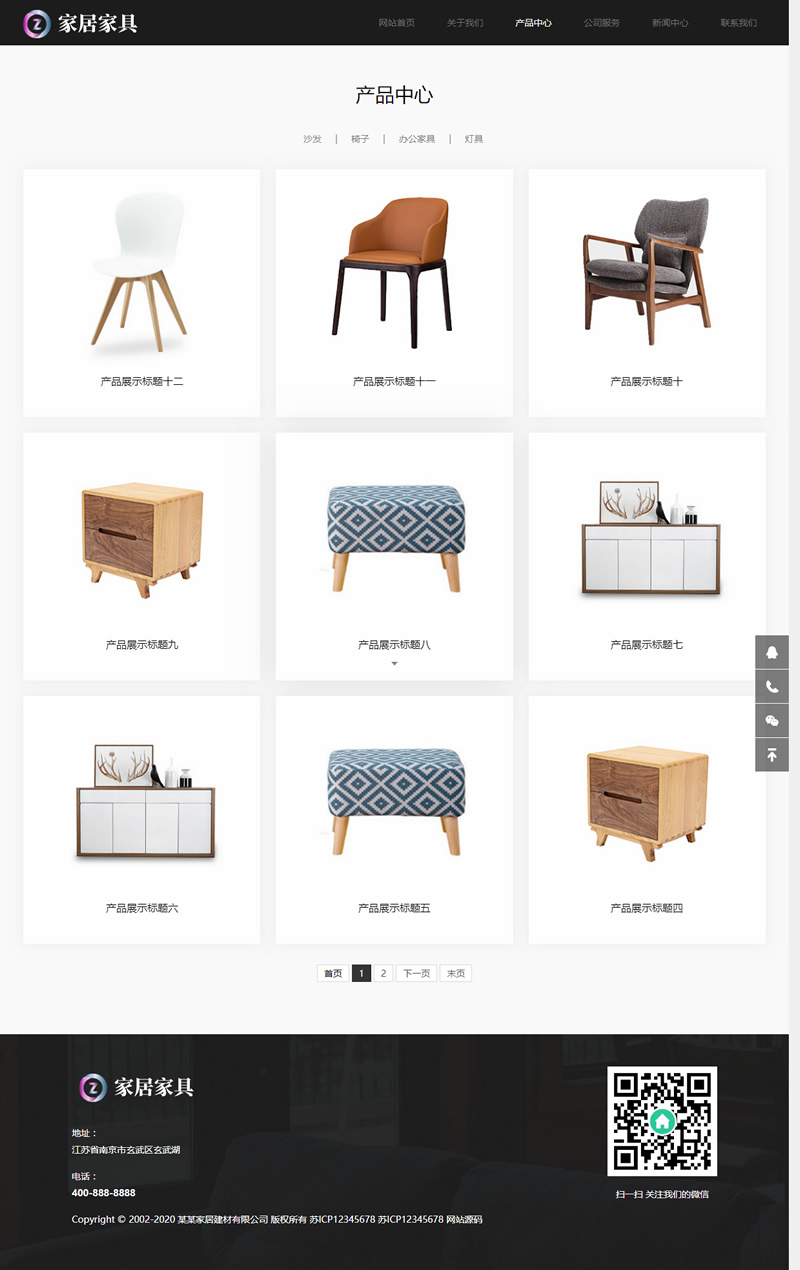 Z 家居家具
网站首页 关于我们 产品中心 公司服务 新闻中心 联系我们
产品中心
沙发 | 椅子 | 办公家具 | 灯具
产品展示标题十二 产品展示标题十一 产品展示标题十
产品展示标题九 产品展示标题八 产品展示标题七
产品展示标题六 产品展示标题五 产品展示标题四
首页 1 2 下一页 末页
Z 家居家具
地址：
江苏省南京市玄武区玄武湖
电话：
400-888-8888
扫一扫 关注我们的微信
Copyright © 2002-2020 某某家居建材有限公司 版权所有 苏ICP12345678 苏ICP12345678 网站源码